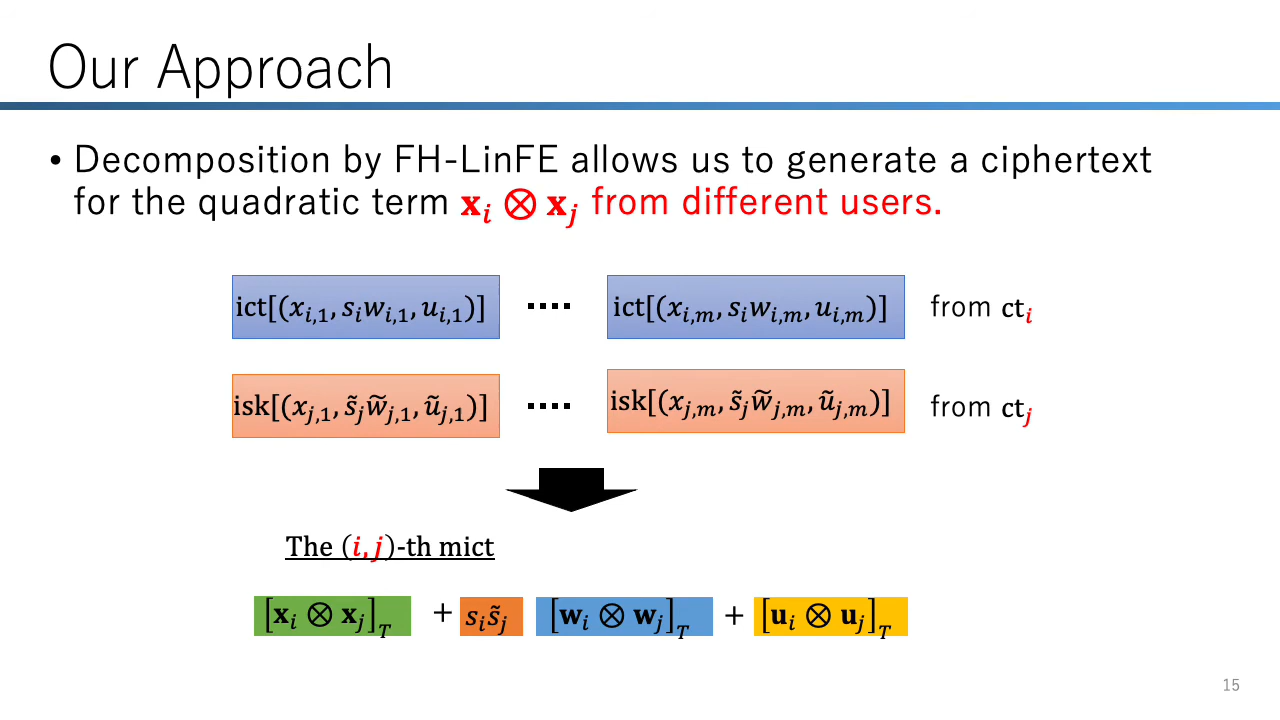 Our Approach
• Decomposition by FH-LinFE allows us to generate a ciphertext
for the quadratic term 𝐱ᵢ ⊗ 𝐱ⱼ from different users.
ict[(x_{i,1}, s_i w_{i,1}, u_{i,1})] ···· ict[(x_{i,m}, s_i w_{i,m}, u_{i,m})] from ct_i
isk[(x_{j,1}, s̃_j w̃_{j,1}, ũ_{j,1})] ···· isk[(x_{j,m}, s̃_j w̃_{j,m}, ũ_{j,m})] from ct_j
The (i, j)-th mict
[𝐱_i ⊗ 𝐱_j]_T + s_i s̃_j [𝐰_i ⊗ 𝐰_j]_T + [𝐮_i ⊗ 𝐮_j]_T
15